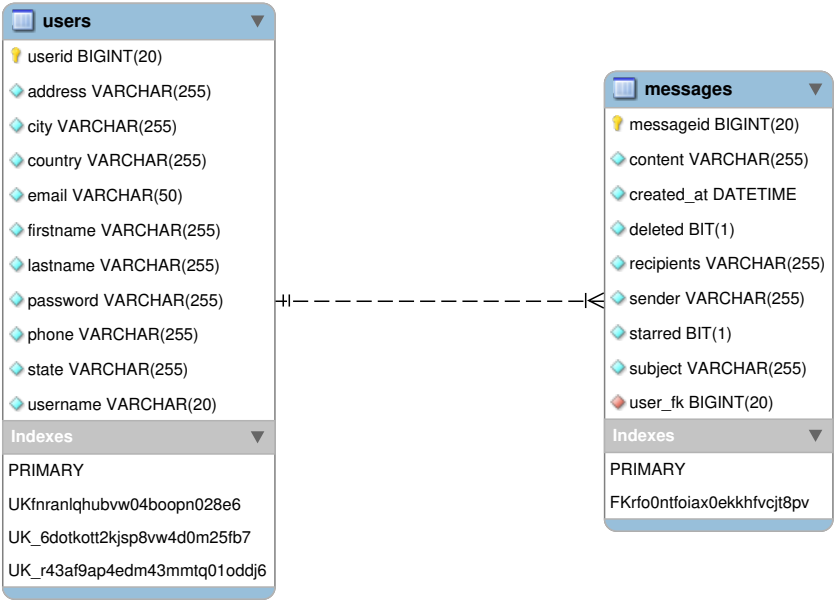 users
userid BIGINT(20)
address VARCHAR(255)
city VARCHAR(255)
country VARCHAR(255)
email VARCHAR(50)
firstname VARCHAR(255)
lastname VARCHAR(255)
password VARCHAR(255)
phone VARCHAR(255)
state VARCHAR(255)
username VARCHAR(20)
Indexes
PRIMARY
UKfnranlqhubvw04boopn028e6
UK_6dotkott2kjsp8vw4d0m25fb7
UK_r43af9ap4edm43mmtq01oddj6
messages
messageid BIGINT(20)
content VARCHAR(255)
created_at DATETIME
deleted BIT(1)
recipients VARCHAR(255)
sender VARCHAR(255)
starred BIT(1)
subject VARCHAR(255)
user_fk BIGINT(20)
Indexes
PRIMARY
FKrfo0ntfoiax0ekkhfvcjt8pv